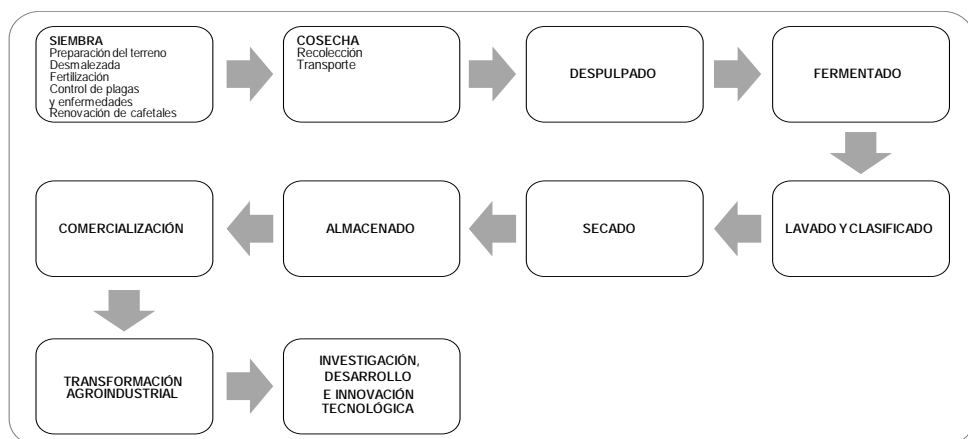 SIEMBRA
Preparación del terreno
Desmalezada
Fertilización
Control de plagas
y enfermedades
Renovación de cafetales
COSECHA
Recolección
Transporte
DESPULPADO
FERMENTADO
LAVADO Y CLASIFICADO
SECADO
ALMACENADO
COMERCIALIZACIÓN
TRANSFORMACIÓN
AGROINDUSTRIAL
INVESTIGACIÓN,
DESARROLLO
E INNOVACIÓN
TECNOLÓGICA